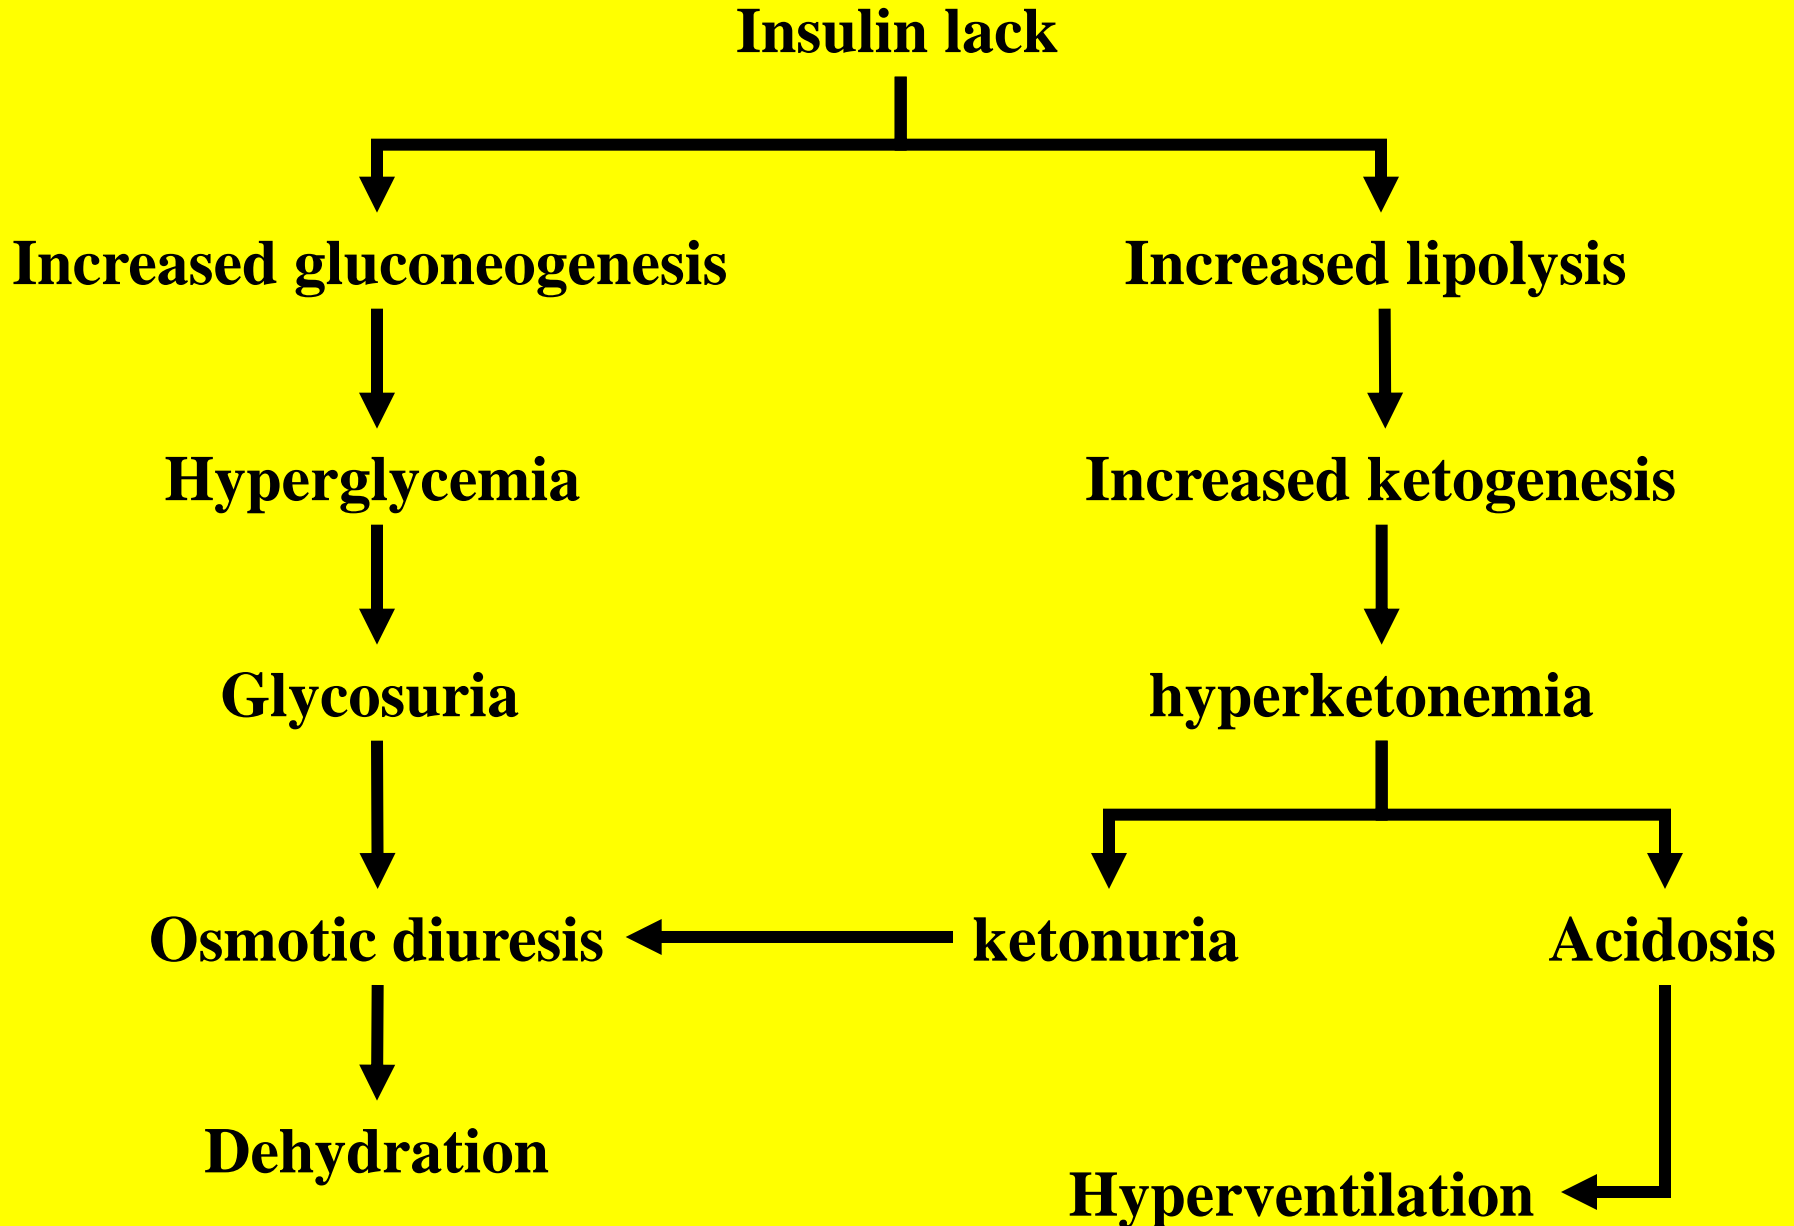 Insulin lack
Increased gluconeogenesis
Increased lipolysis
Hyperglycemia
Increased ketogenesis
Glycosuria
hyperketonemia
Osmotic diuresis
ketonuria
Acidosis
Dehydration
Hyperventilation